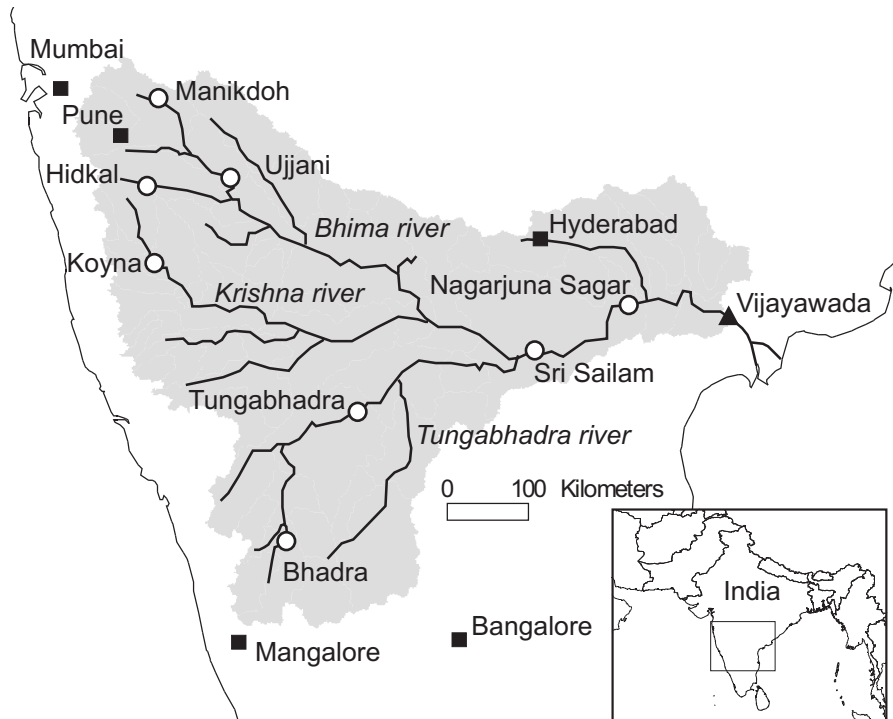 Mumbai
Manikdoh
Pune
Ujjani
Hidkal
Bhima river
Hyderabad
Koyna
Krishna river
Nagarjuna Sagar
Vijayawada
Sri Sailam
Tungabhadra
Tungabhadra river
0 100 Kilometers
Bhadra
India
Mangalore
Bangalore